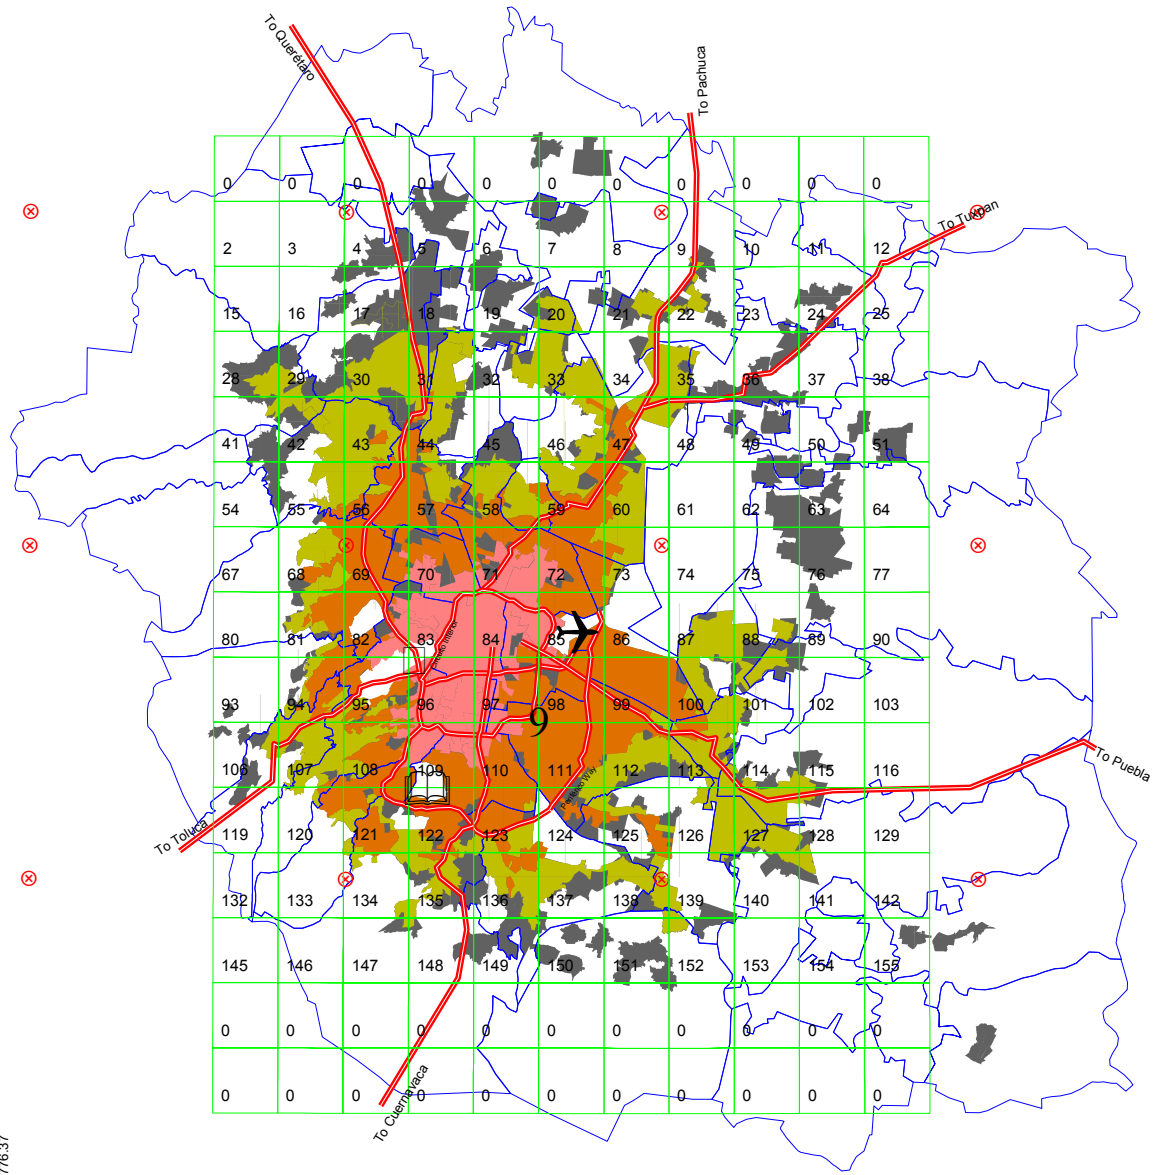 To Querétaro
To Pachuca
0 0 0 0 0 0 0 0 0 0 0
To Tuxpan
2 3 4 5 6 7 8 9 10 11 12
15 16 17 18 19 20 21 22 23 24 25
28 29 30 31 32 33 34 35 36 37 38
41 42 43 44 45 46 47 48 49 50 51
54 55 56 57 58 59 60 61 62 63 64
67 68 69 70 71 72 73 74 75 76 77
80 81 82 83 84 85 86 87 88 89 90
Circuito Interior
93 94 95 96 97 98 99 100 101 102 103
9
106 107 108 109 110 111 112 113 114 115 116
To Puebla
Periférico Way
To Toluca
119 120 121 122 123 124 125 126 127 128 129
132 133 134 135 136 137 138 139 140 141 142
145 146 147 148 149 150 151 152 153 154 155
0 0 0 0 0 0 0 0 0 0 0
0 0 0 0 0 0 0 0 0 0 0
To Cuernavaca
776.37